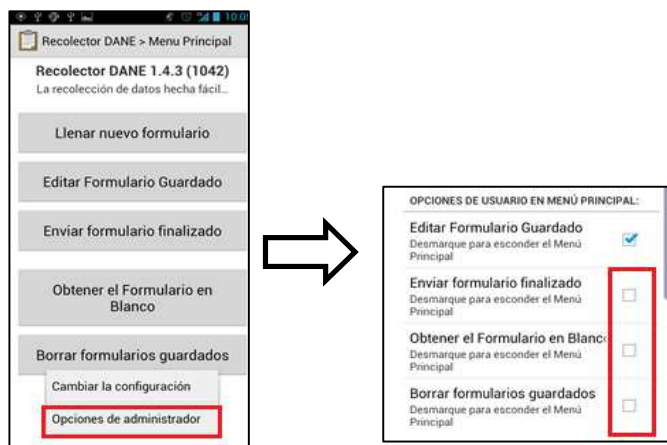 10:05
Recolector DANE > Menu Principal
Recolector DANE 1.4.3 (1042)
La recolección de datos hecha fácil...
Llenar nuevo formulario
Editar Formulario Guardado
Enviar formulario finalizado
Obtener el Formulario en
Blanco
Borrar formularios guardados
Cambiar la configuración
Opciones de administrador
OPCIONES DE USUARIO EN MENÚ PRINCIPAL:
Editar Formulario Guardado
Desmarque para esconder el Menú
Principal
Enviar formulario finalizado
Desmarque para esconder el Menú
Principal
Obtener el Formulario en Blanc
Desmarque para esconder el Menú
Principal
Borrar formularios guardados
Desmarque para esconder el Menú
Principal